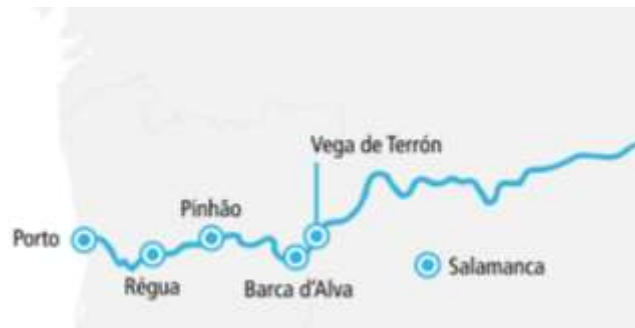 Vega de Terrón
Pinhão
Porto
Régua
Barca d'Alva
Salamanca